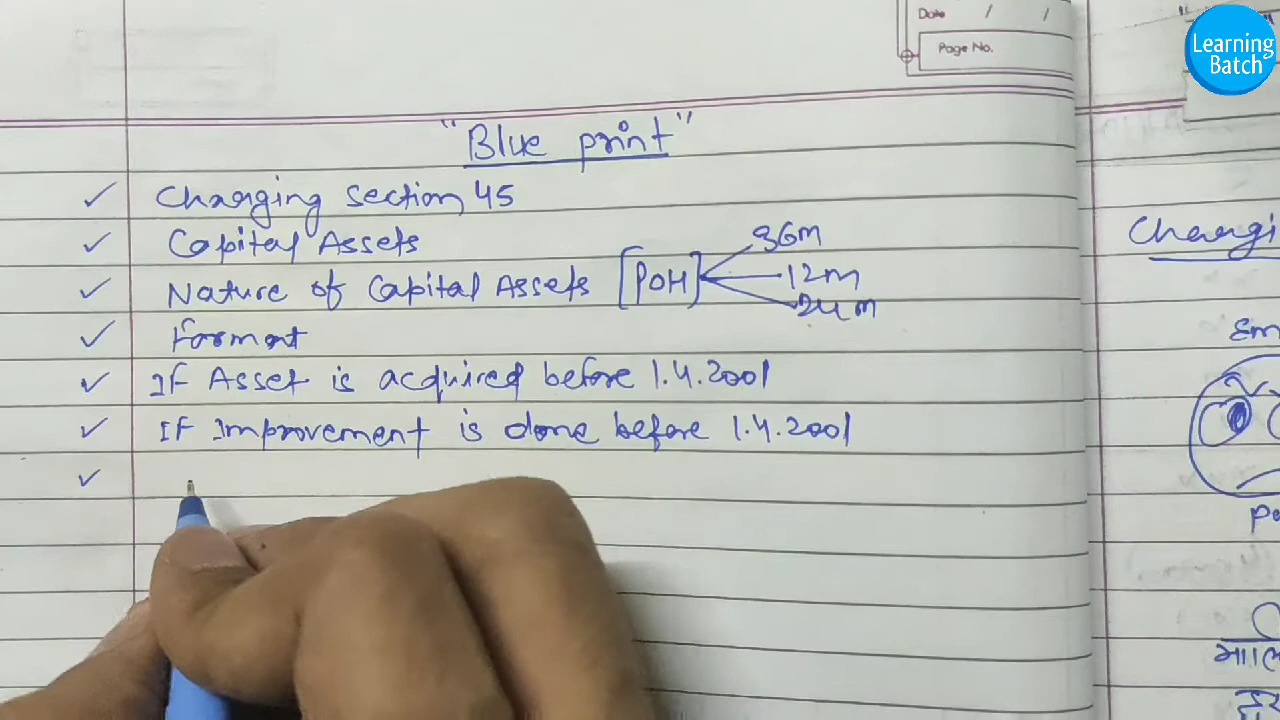 Date / /
Page No.
Learning
Batch
"Blue print"
✓ Charging section 45
✓ Capital Assets
✓ Nature of Capital Assets [POH] 36m
12m
24m
✓ Format
✓ If Asset is acquired before 1.4.2001
✓ If Improvement is done before 1.4.2001
✓